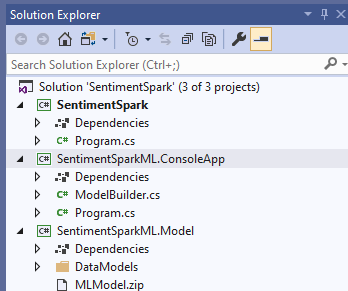 Solution Explorer
Search Solution Explorer (Ctrl+;)
Solution 'SentimentSpark' (3 of 3 projects)
C# SentimentSpark
Dependencies
C# Program.cs
C# SentimentSparkML.ConsoleApp
Dependencies
C# ModelBuilder.cs
C# Program.cs
C# SentimentSparkML.Model
Dependencies
DataModels
MLModel.zip